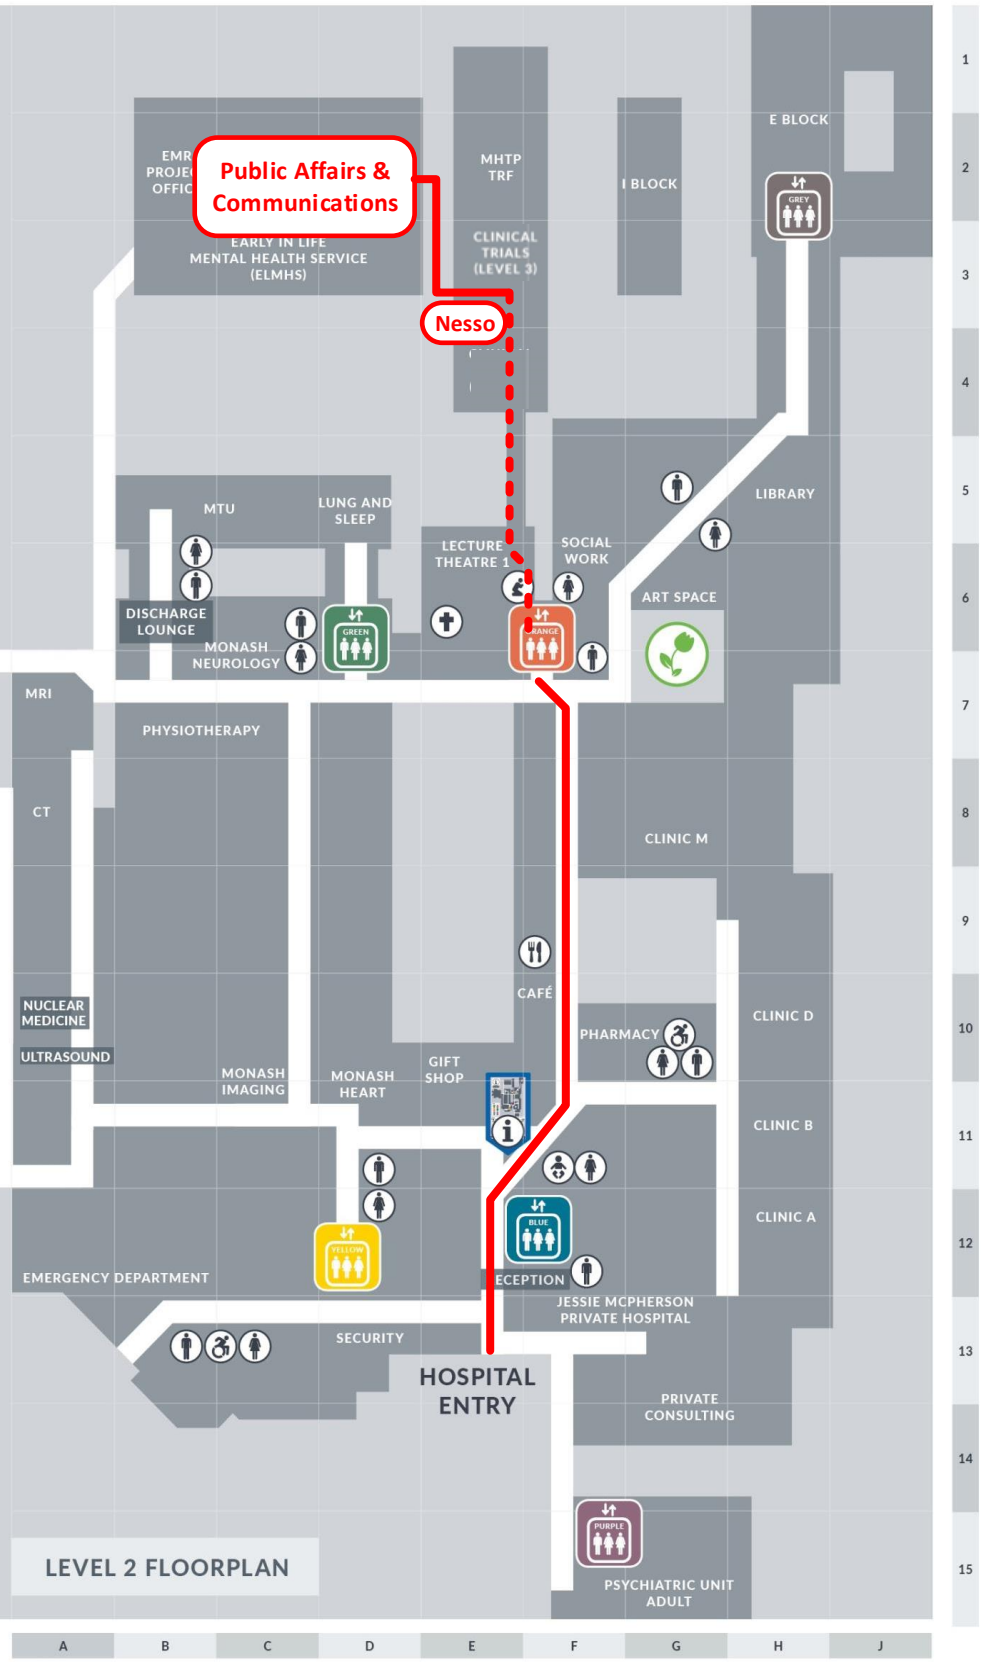 1
E BLOCK
2
EMR
PROJEC
OFFIC
Public Affairs &
Communications
MHTP
TRF
I BLOCK
GREY
EARLY IN LIFE
MENTAL HEALTH SERVICE
(ELMHS)
CLINICAL
TRIALS
(LEVEL 3)
3
Nesso
4
5
MTU
LUNG AND
SLEEP
LIBRARY
LECTURE
THEATRE 1
SOCIAL
WORK
6
ART SPACE
DISCHARGE
LOUNGE
GREEN
RANGE
MONASH
NEUROLOGY
MRI
7
PHYSIOTHERAPY
8
CT
CLINIC M
9
CAFÉ
NUCLEAR
MEDICINE
CLINIC D
10
PHARMACY
ULTRASOUND
MONASH
IMAGING
MONASH
HEART
GIFT
SHOP
i
CLINIC B
11
CLINIC A
BLUE
12
YELLOW
EMERGENCY DEPARTMENT
ECEPTION
JESSIE MCPHERSON
PRIVATE HOSPITAL
SECURITY
13
HOSPITAL
ENTRY
PRIVATE
CONSULTING
14
PURPLE
LEVEL 2 FLOORPLAN
15
PSYCHIATRIC UNIT
ADULT
A B C D E F G H J